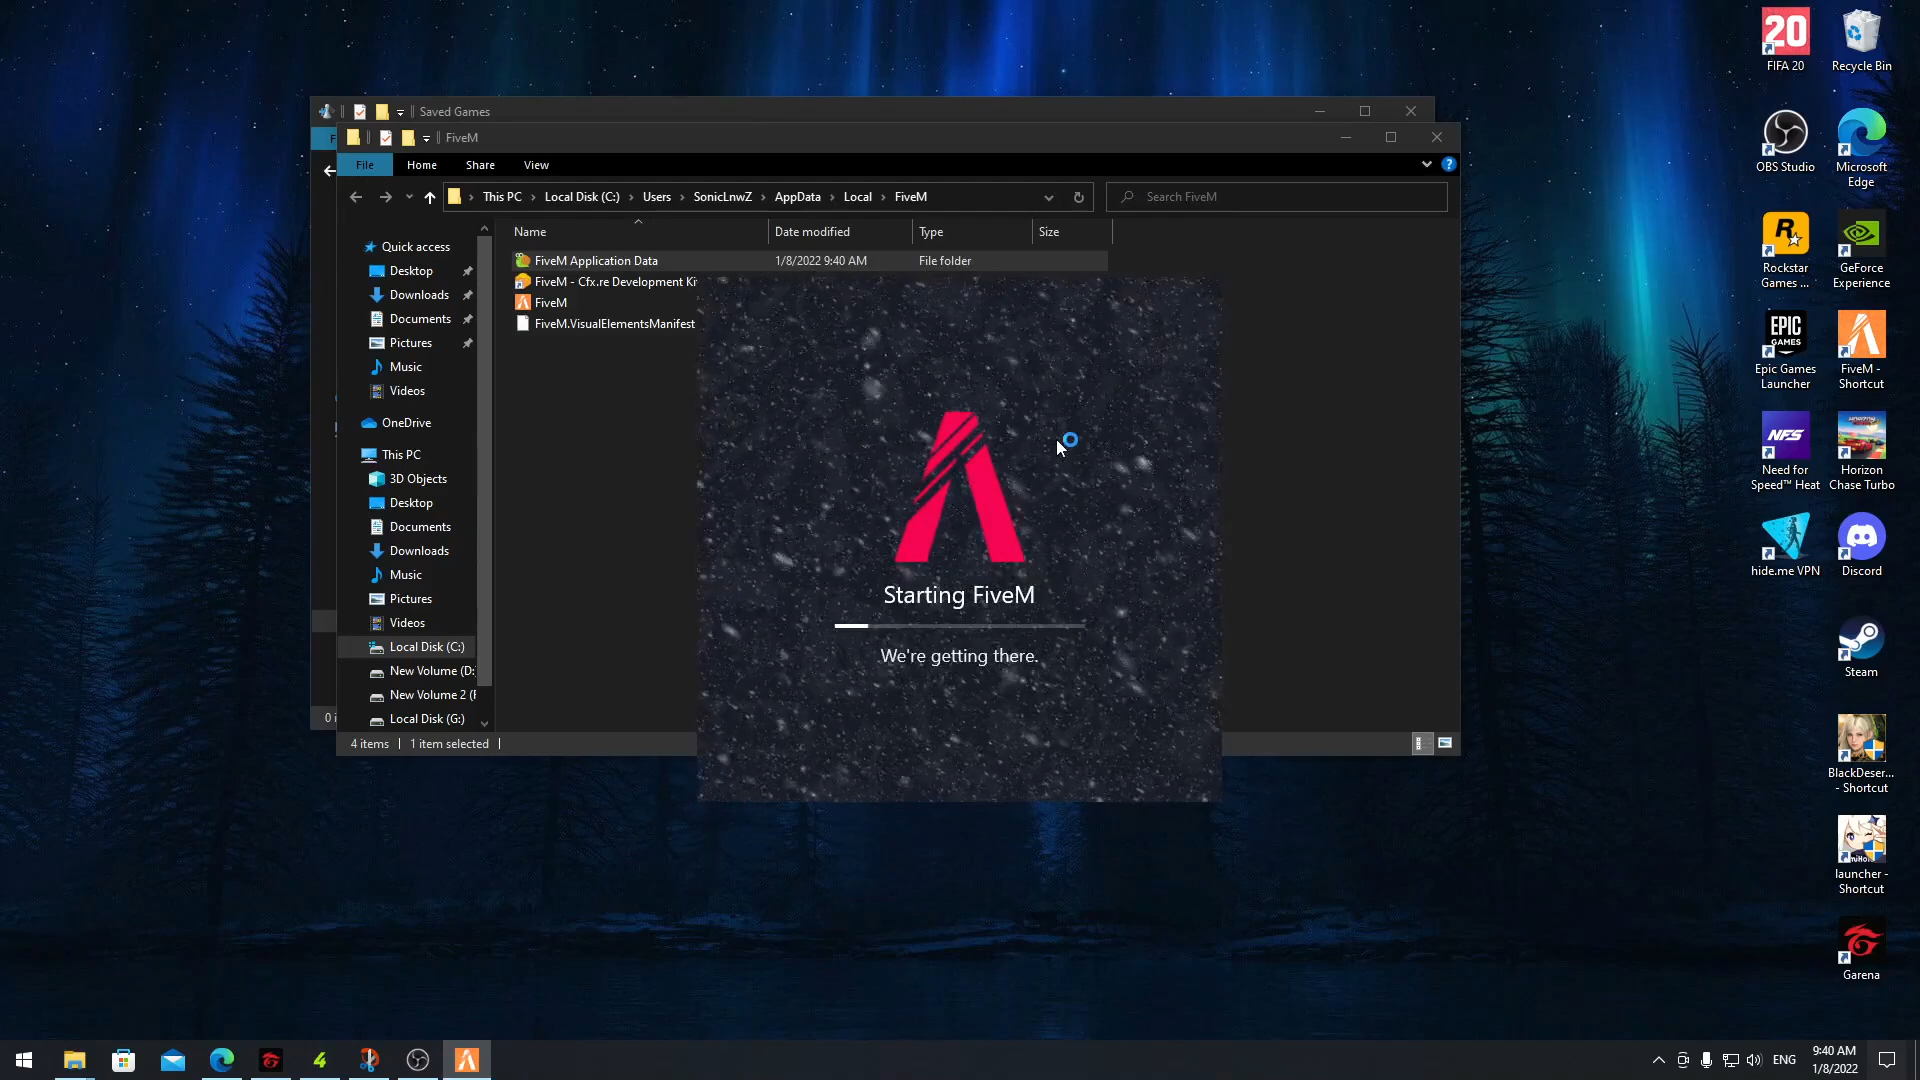 Saved Games
FiveM
File
Home
Share
View
This PC
Local Disk (C:)
Users
SonicLnwZ
AppData
Local
FiveM
Search FiveM
Name
Date modified
Type
Size
FiveM Application Data
1/8/2022 9:40 AM
File folder
FiveM - Cfx.re Development Ki
FiveM
FiveM.VisualElementsManifest
Quick access
Desktop
Downloads
Documents
Pictures
Music
Videos
OneDrive
This PC
3D Objects
Desktop
Documents
Downloads
Music
Pictures
Videos
Local Disk (C:)
New Volume (D:
New Volume 2 (F
Local Disk (G:)
4 items
1 item selected
0 i
Starting FiveM
We're getting there.
20
FIFA 20
Recycle Bin
OBS Studio
Microsoft
Edge
R
Rockstar
Games ...
GeForce
Experience
EPIC
GAMES
Epic Games
Launcher
FiveM -
Shortcut
NFS
Need for
Speed™ Heat
HORIZON
Horizon
Chase Turbo
hide.me VPN
Discord
Steam
BlackDeser...
- Shortcut
launcher -
Shortcut
Garena
4
ENG
9:40 AM
1/8/2022